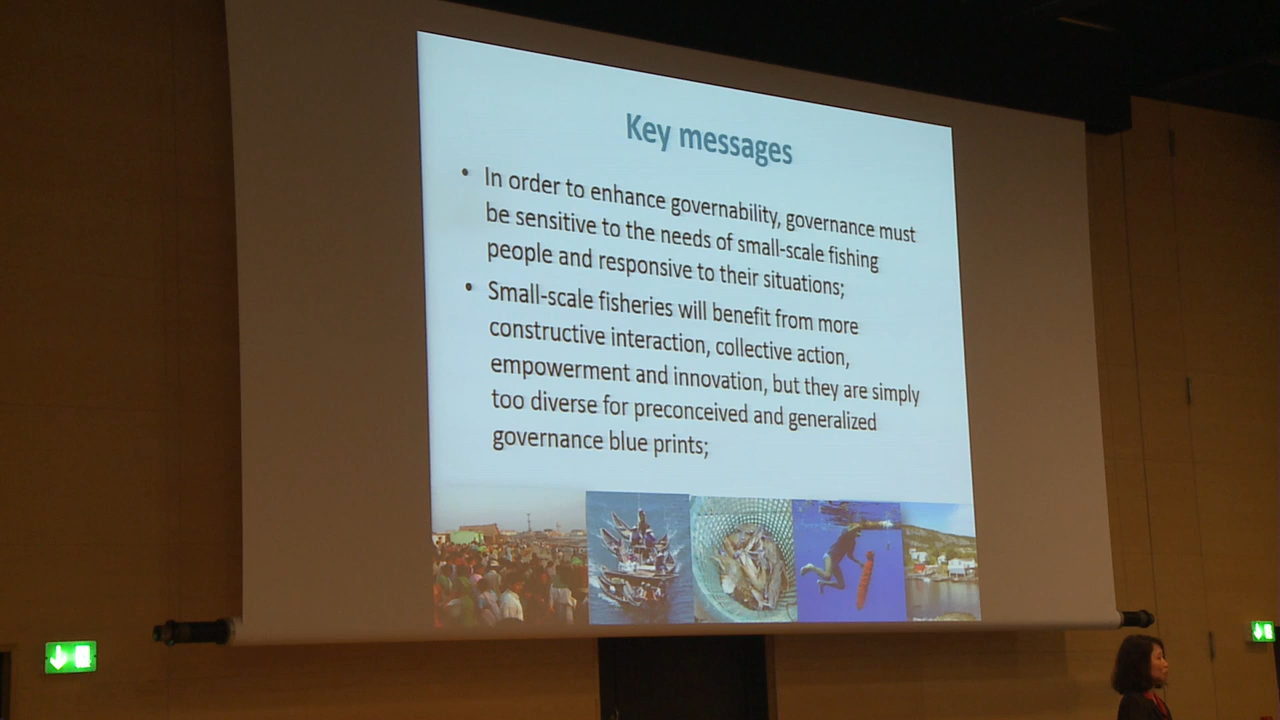 Key messages
• In order to enhance governability, governance must
be sensitive to the needs of small-scale fishing
people and responsive to their situations;
• Small-scale fisheries will benefit from more
constructive interaction, collective action,
empowerment and innovation, but they are simply
too diverse for preconceived and generalized
governance blue prints;